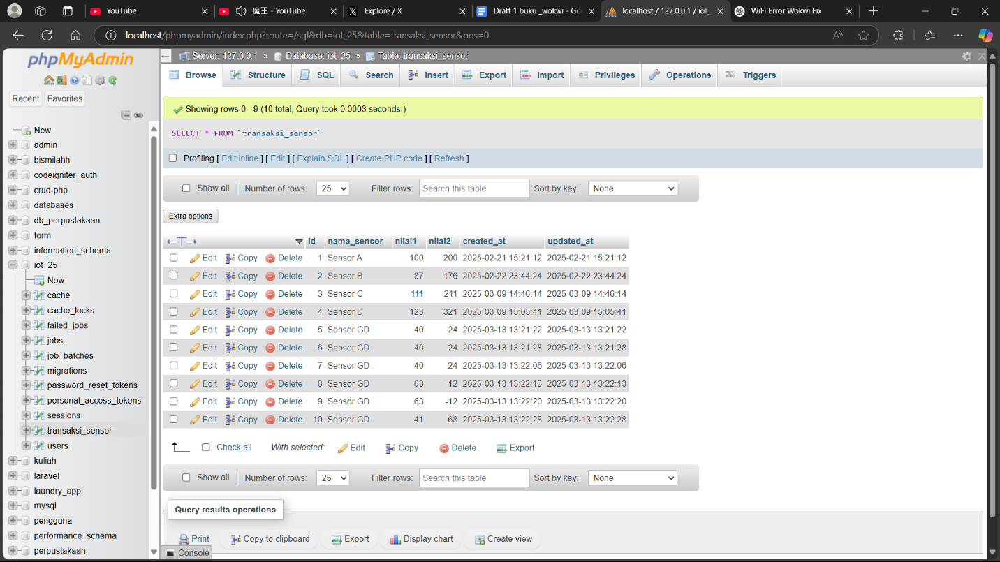 YouTube
魔王 - YouTube
Explore / X
Draft 1 buku _wokwi - Goo
localhost / 127.0.0.1 / iot_
WiFi Error Wokwi Fix
localhost/phpmyadmin/index.php?route=/sql&db=iot_25&table=transaksi_sensor&pos=0
phpMyAdmin
Recent
Favorites
New
admin
bismilahh
codeigniter_auth
crud-php
databases
db_perpustakaan
form
information_schema
iot_25
New
cache
cache_locks
failed_jobs
jobs
job_batches
migrations
password_reset_tokens
personal_access_tokens
sessions
transaksi_sensor
users
kuliah
laravel
laundry_app
mysql
pengguna
performance_schema
perpustakaan
Server: 127.0.0.1 » Database: iot_25 » Table: transaksi_sensor
Browse Structure SQL Search Insert Export Import Privileges Operations Triggers
Showing rows 0 - 9 (10 total, Query took 0.0003 seconds.)
SELECT * FROM `transaksi_sensor`
Profiling [ Edit inline ] [ Edit ] [ Explain SQL ] [ Create PHP code ] [ Refresh ]
Show all Number of rows: 25 Filter rows: Search this table Sort by key: None
Extra options
id nama_sensor nilai1 nilai2 created_at updated_at
Edit Copy Delete 1 Sensor A 100 200 2025-02-21 15:21:12 2025-02-21 15:21:12
Edit Copy Delete 2 Sensor B 87 176 2025-02-22 23:44:24 2025-02-22 23:44:24
Edit Copy Delete 3 Sensor C 111 211 2025-03-09 14:46:14 2025-03-09 14:46:14
Edit Copy Delete 4 Sensor D 123 321 2025-03-09 15:05:41 2025-03-09 15:05:41
Edit Copy Delete 5 Sensor GD 40 24 2025-03-13 13:21:22 2025-03-13 13:21:22
Edit Copy Delete 6 Sensor GD 40 24 2025-03-13 13:21:28 2025-03-13 13:21:28
Edit Copy Delete 7 Sensor GD 40 24 2025-03-13 13:22:06 2025-03-13 13:22:06
Edit Copy Delete 8 Sensor GD 63 -12 2025-03-13 13:22:13 2025-03-13 13:22:13
Edit Copy Delete 9 Sensor GD 63 -12 2025-03-13 13:22:20 2025-03-13 13:22:20
Edit Copy Delete 10 Sensor GD 41 68 2025-03-13 13:22:28 2025-03-13 13:22:28
Check all With selected: Edit Copy Delete Export
Show all Number of rows: 25 Filter rows: Search this table Sort by key: None
Query results operations
Print Copy to clipboard Export Display chart Create view
Console